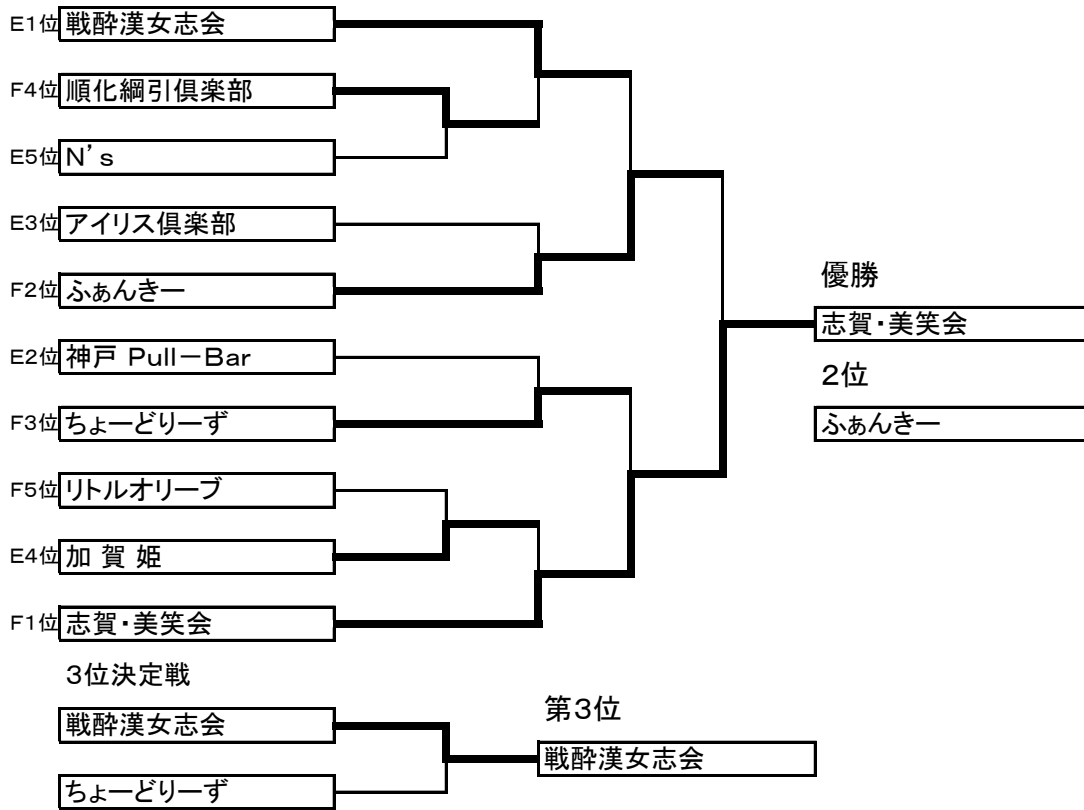 E1位 戦酔漢女志会
F4位 順化綱引倶楽部
E5位 N's
E3位 アイリス倶楽部
F2位 ふぁんきー
優勝
志賀・美笑会
E2位 神戸 Pull－Bar
2位
F3位 ちょーどりーず
ふぁんきー
F5位 リトルオリーブ
E4位 加 賀 姫
F1位 志賀・美笑会
3位決定戦
戦酔漢女志会
第3位
戦酔漢女志会
ちょーどりーず